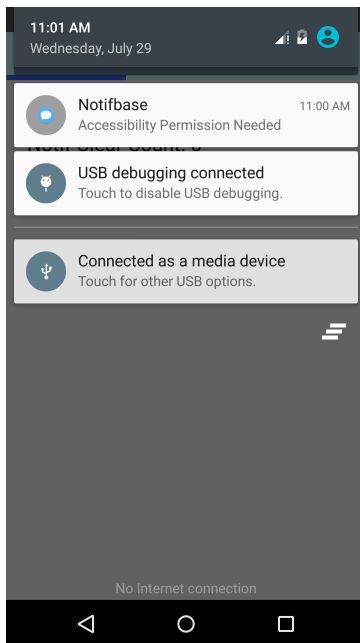 11:01 AM
Wednesday, July 29
Notifbase
11:00 AM
Accessibility Permission Needed
USB debugging connected
Touch to disable USB debugging.
Connected as a media device
Touch for other USB options.
No Internet connection